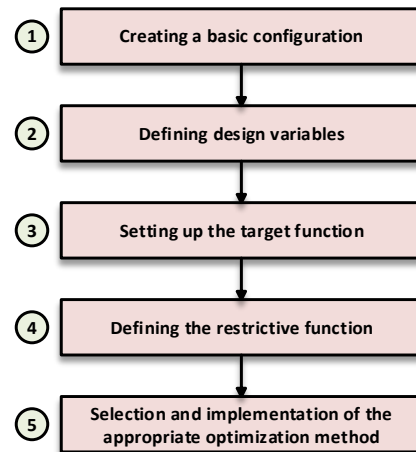 1
Creating a basic configuration
2
Defining design variables
3
Setting up the target function
4
Defining the restrictive function
5
Selection and implementation of the
appropriate optimization method